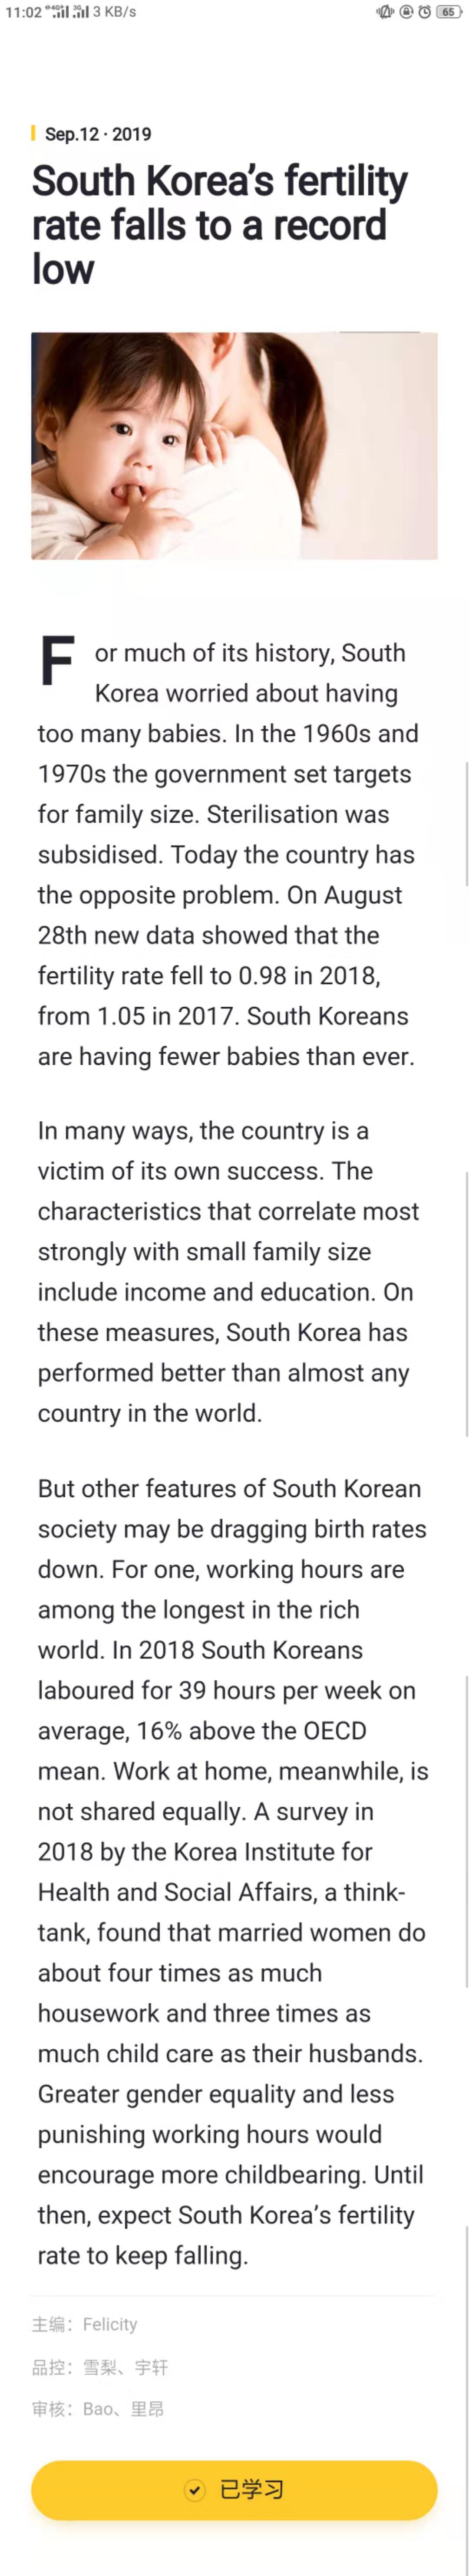 11:02 4G+ 3G 3 KB/s 65
Sep.12 · 2019
South Korea’s fertility
rate falls to a record
low
For much of its history, South
Korea worried about having
too many babies. In the 1960s and
1970s the government set targets
for family size. Sterilisation was
subsidised. Today the country has
the opposite problem. On August
28th new data showed that the
fertility rate fell to 0.98 in 2018,
from 1.05 in 2017. South Koreans
are having fewer babies than ever.
In many ways, the country is a
victim of its own success. The
characteristics that correlate most
strongly with small family size
include income and education. On
these measures, South Korea has
performed better than almost any
country in the world.
But other features of South Korean
society may be dragging birth rates
down. For one, working hours are
among the longest in the rich
world. In 2018 South Koreans
laboured for 39 hours per week on
average, 16% above the OECD
mean. Work at home, meanwhile, is
not shared equally. A survey in
2018 by the Korea Institute for
Health and Social Affairs, a think-
tank, found that married women do
about four times as much
housework and three times as
much child care as their husbands.
Greater gender equality and less
punishing working hours would
encourage more childbearing. Until
then, expect South Korea’s fertility
rate to keep falling.
主编：Felicity
品控：雪梨、宇轩
审核：Bao、里昂
已学习